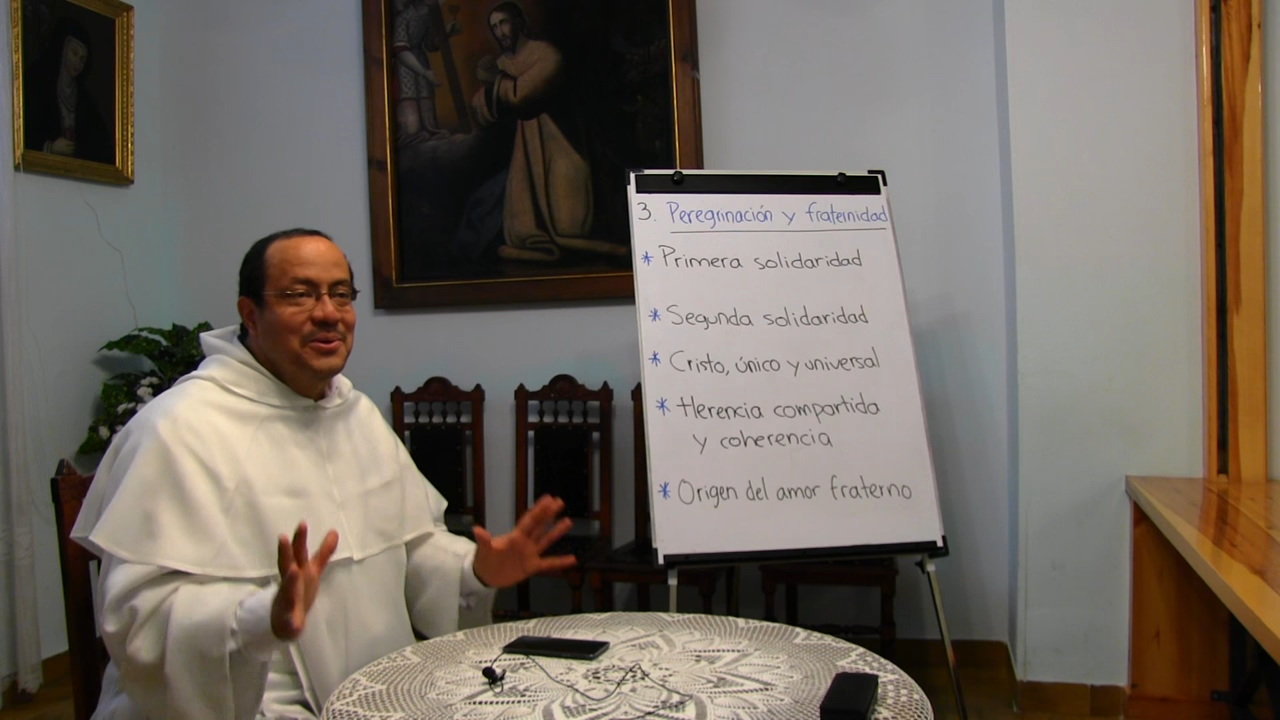 3. Peregrinación y fraternidad
* Primera solidaridad
* Segunda solidaridad
* Cristo, único y universal
* Herencia compartida
y coherencia
* Origen del amor fraterno